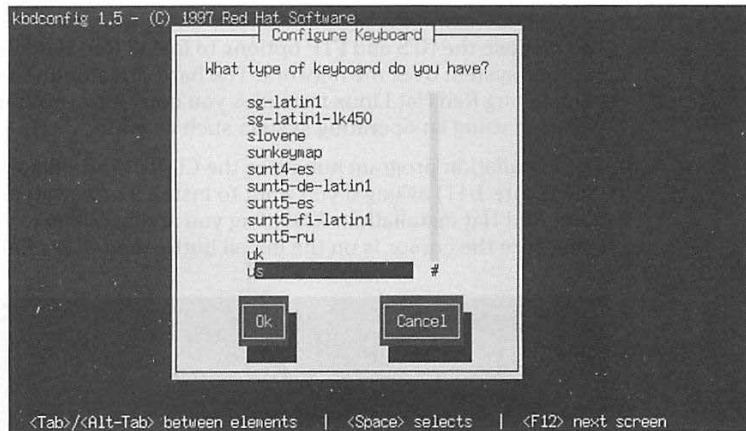 kbdconfig 1.5 - (C) 1997 Red Hat Software
Configure Keyboard
What type of keyboard do you have?
sg-latin1
sg-latin1-lk450
slovene
sunkeymap
sunt4-es
sunt5-de-latin1
sunt5-es
sunt5-fi-latin1
sunt5-ru
uk
us #
Ok Cancel
<Tab>/<Alt-Tab> between elements | <Space> selects | <F12> next screen